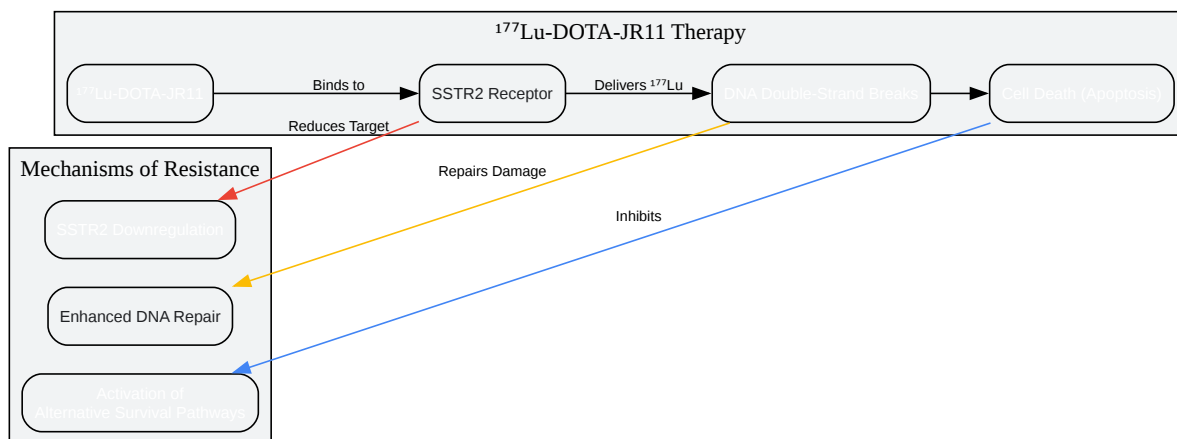 ¹⁷⁷Lu-DOTA-JR11 Therapy
¹⁷⁷Lu-DOTA-JR11
Binds to
SSTR2 Receptor
Delivers ¹⁷⁷Lu
DNA Double-Strand Breaks
Cell Death (Apoptosis)
Reduces Target
Mechanisms of Resistance
Repairs Damage
Inhibits
SSTR2 Downregulation
Enhanced DNA Repair
Activation of
Alternative Survival Pathways